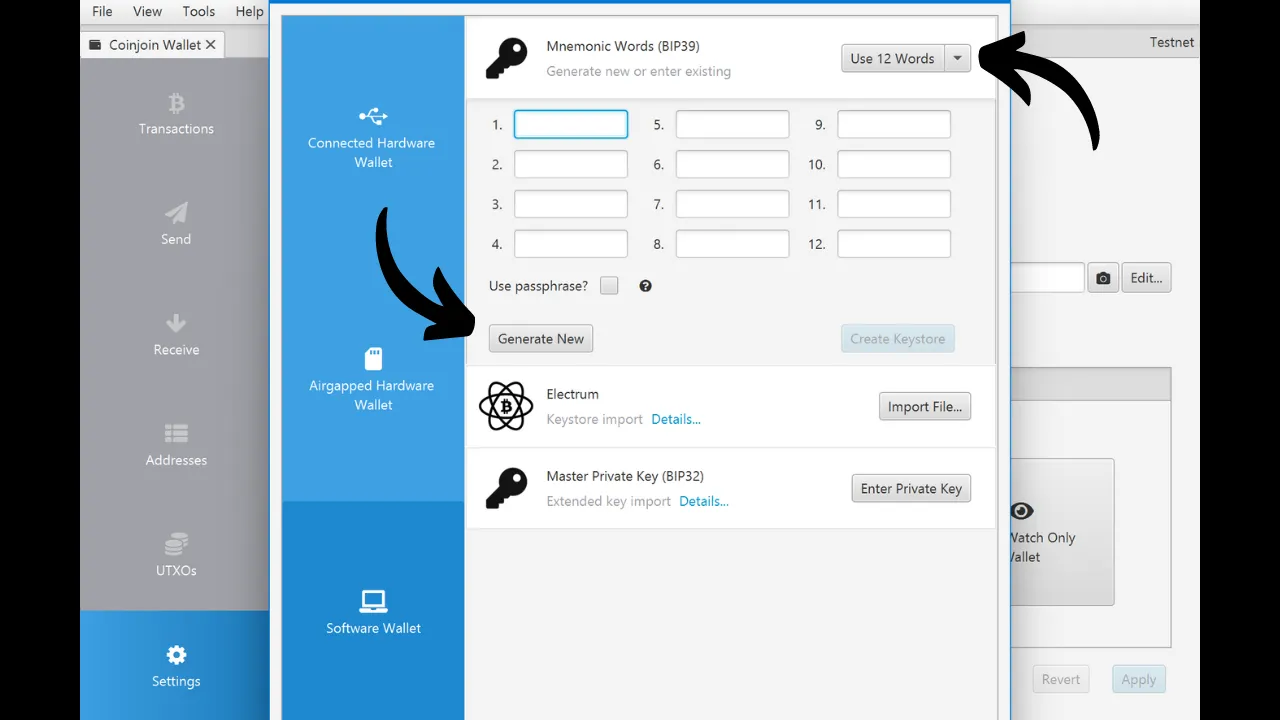 File View Tools Help
Coinjoin Wallet
Testnet
Transactions
Send
Receive
Addresses
UTXOs
Settings
Connected Hardware
Wallet
Airgapped Hardware
Wallet
Software Wallet
Mnemonic Words (BIP39)
Generate new or enter existing
Use 12 Words
1. 5. 9.
2. 6. 10.
3. 7. 11.
4. 8. 12.
Use passphrase?
Generate New
Create Keystore
Electrum
Keystore import Details...
Import File...
Master Private Key (BIP32)
Extended key import Details...
Enter Private Key
Edit...
Watch Only
Wallet
Revert
Apply